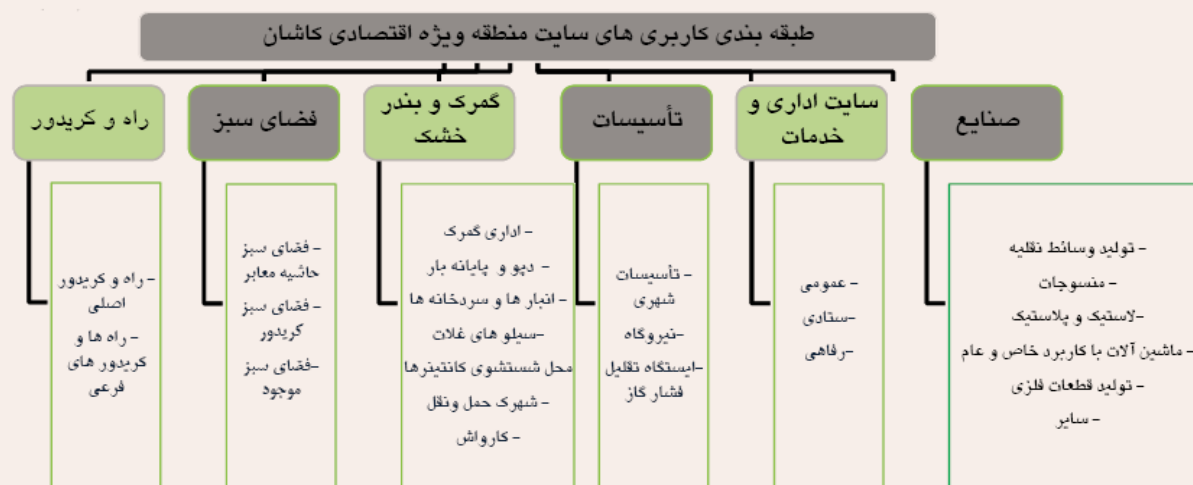 طبقه بندی کاربری های سایت منطقه ویژه اقتصادی کاشان
صنایع
- تولید وسائط نقلیه
- منسوجات
-لاستیک و پلاستیک
- ماشین آلات با کاربرد خاص و عام
- تولید قطعات فلزی
- سایر
سایت اداری و
خدمات
- عمومی
-ستادی
-رفاهی
تأسیسات
- تأسیسات
شهری
-نیروگاه
-ایستگاه تقلیل
فشار گاز
گمرک و بندر
خشک
- اداری گمرک
- دپو و پایانه بار
- انبار ها و سردخانه ها
-سیلو های غلات
محل شستشوی کانتینرها
- شهرک حمل ونقل
- کارواش
فضای سبز
- فضای سبز
حاشیه معابر
- فضای سبز
کریدور
-فضای سبز
موجود
راه و کریدور
- راه و کریدور
اصلی
- راه ها و
کریدور های
فرعی